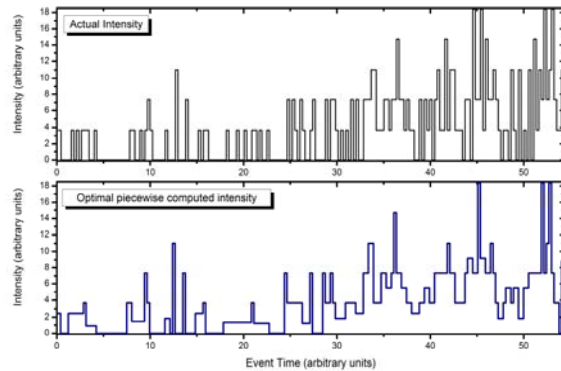 Intensity (arbitrary units)
18
16
14
12
10
8
6
4
2
0
Actual Intensity
0 10 20 30 40 50
Intensity (arbitrary units)
18
16
14
12
10
8
6
4
2
0
Optimal piecewise computed intensity
0 10 20 30 40 50
Event Time (arbitrary units)